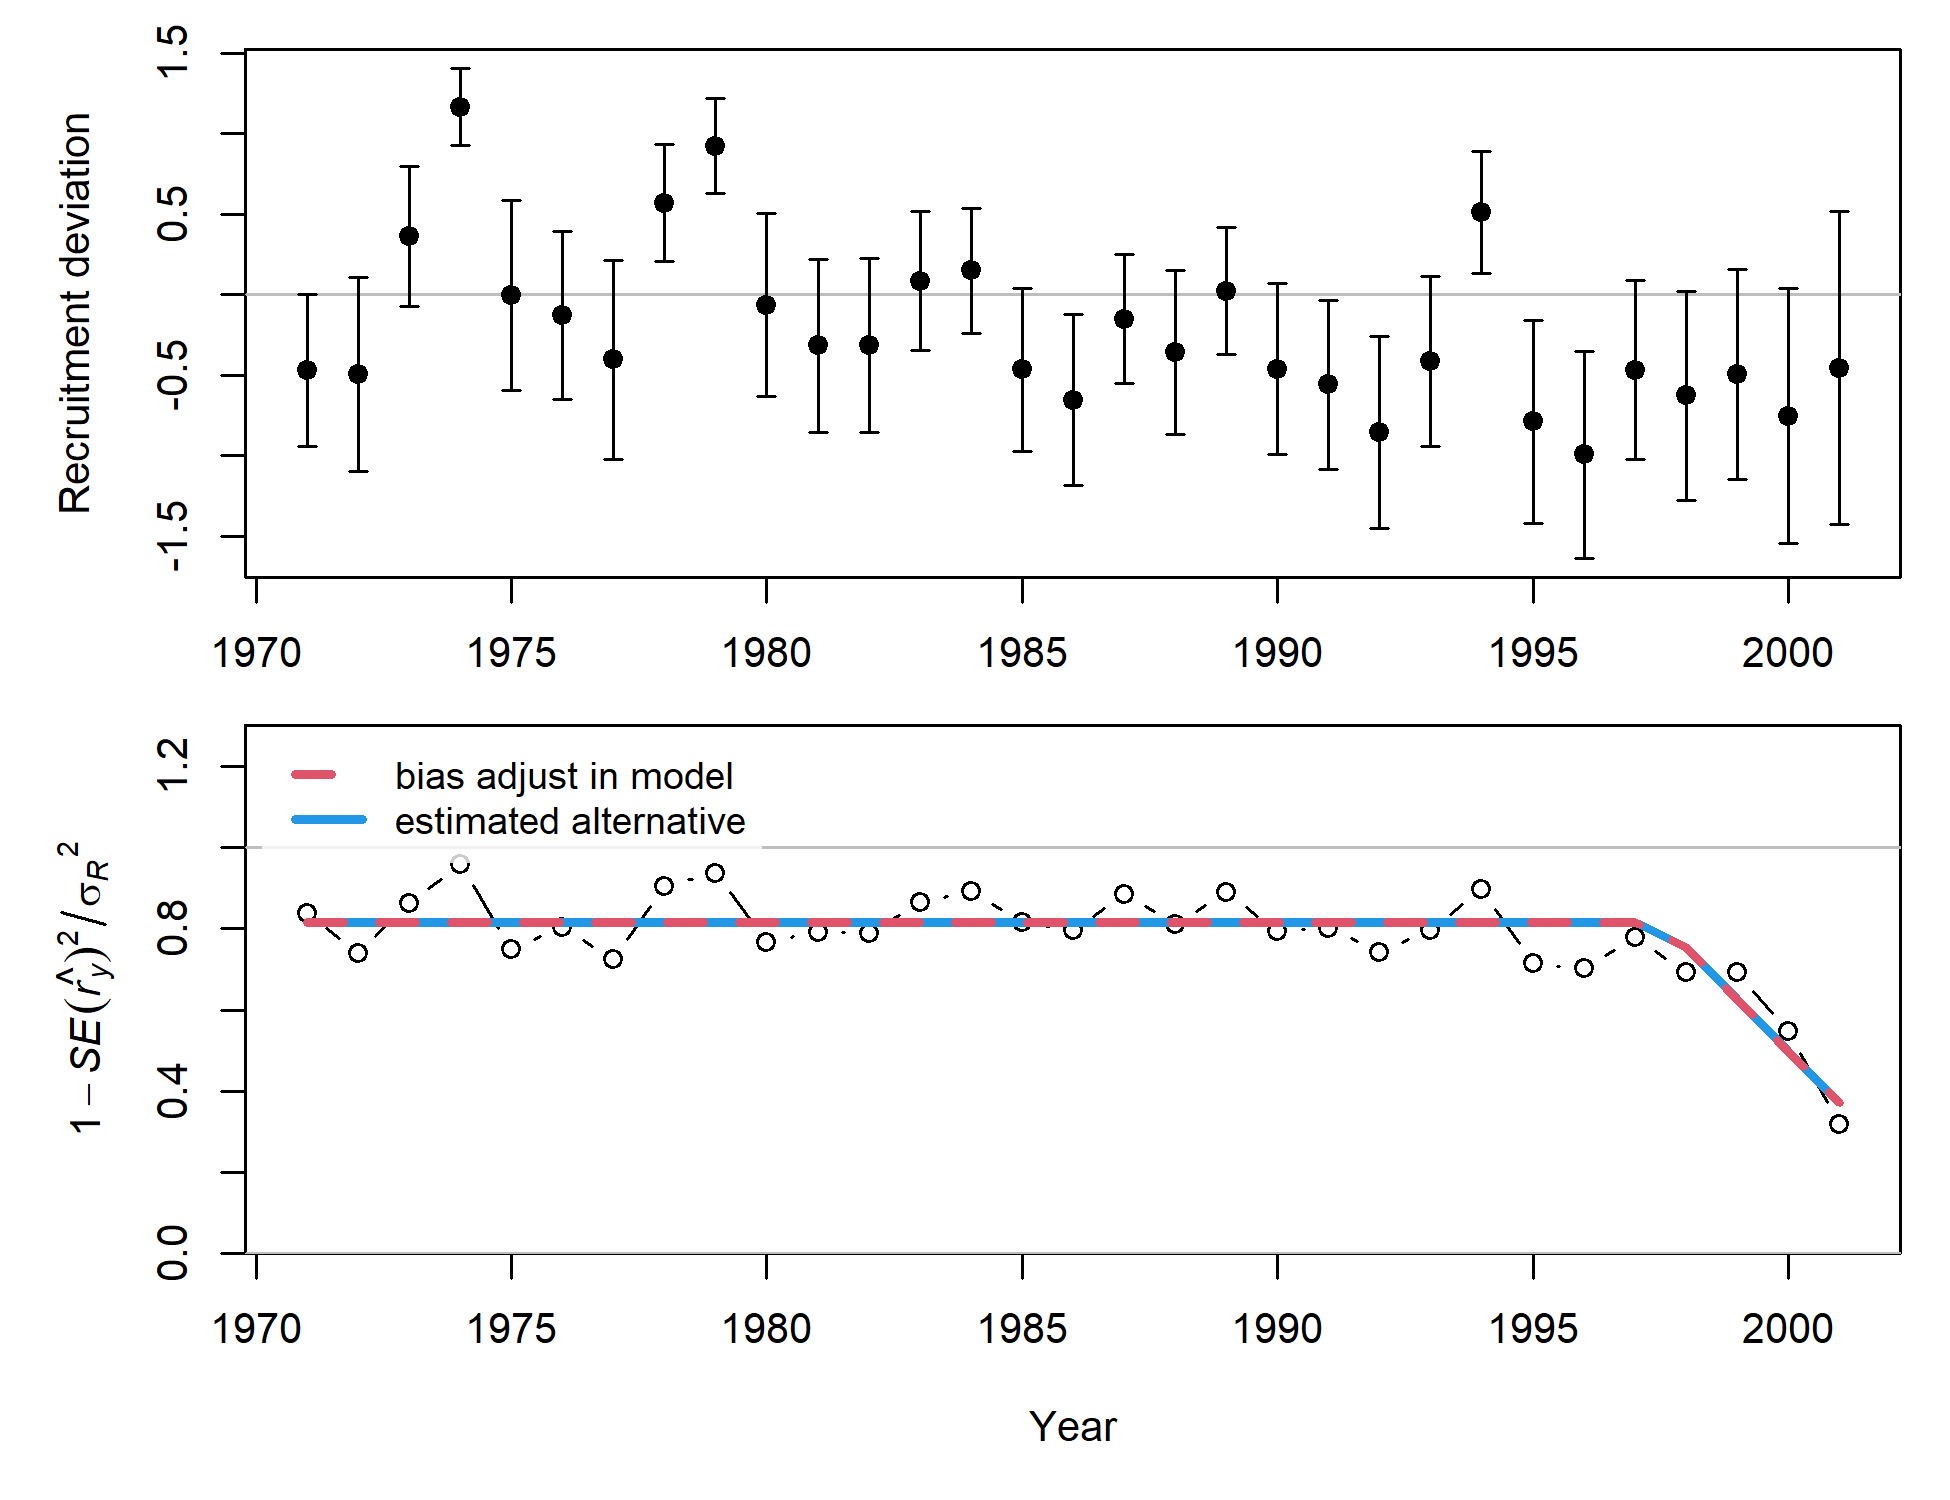 Recruitment deviation
1.5
0.5
-0.5
-1.5
1970 1975 1980 1985 1990 1995 2000
1 − SE(r̂y)² / σR²
1.2
0.8
0.4
0.0
bias adjust in model
estimated alternative
1970 1975 1980 1985 1990 1995 2000
Year